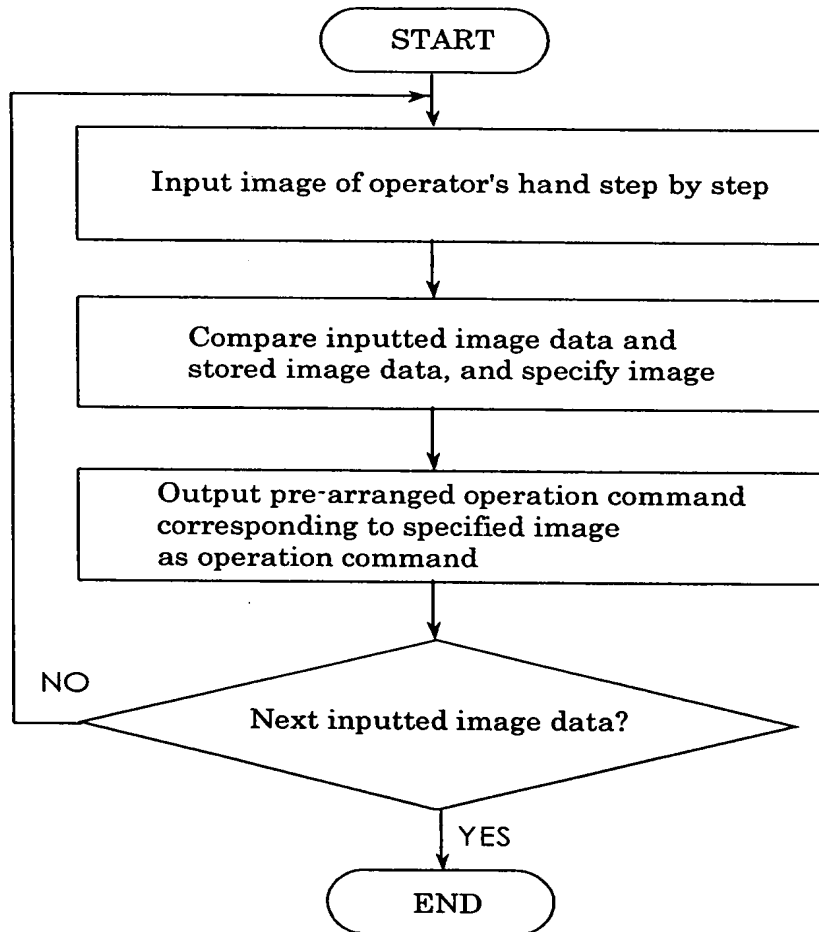 START
Input image of operator's hand step by step
Compare inputted image data and
stored image data, and specify image
Output pre-arranged operation command
corresponding to specified image
as operation command
NO
Next inputted image data?
YES
END